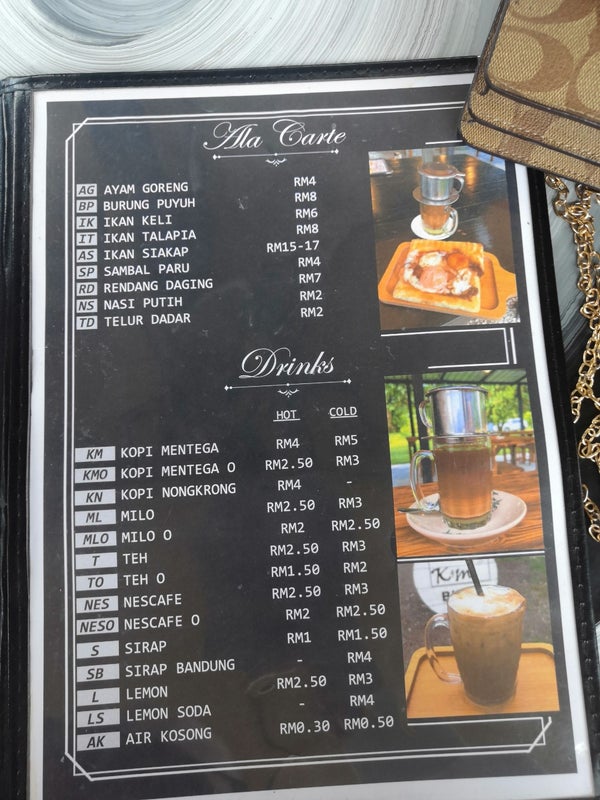 Ala Carte
AG AYAM GORENG RM4
BP BURUNG PUYUH RM8
IK IKAN KELI RM6
IT IKAN TALAPIA RM8
AS IKAN SIAKAP RM15-17
SP SAMBAL PARU RM4
RD RENDANG DAGING RM7
NS NASI PUTIH RM2
TD TELUR DADAR RM2
Drinks
HOT COLD
KM KOPI MENTEGA RM4 RM5
KMO KOPI MENTEGA O RM2.50 RM3
KN KOPI NONGKRONG RM4 -
ML MILO RM2.50 RM3
MLO MILO O RM2 RM2.50
T TEH RM2.50 RM3
TO TEH O RM1.50 RM2
NES NESCAFE RM2.50 RM3
NESO NESCAFE O RM2 RM2.50
S SIRAP RM1 RM1.50
SB SIRAP BANDUNG - RM4
L LEMON RM2.50 RM3
LS LEMON SODA - RM4
AK AIR KOSONG RM0.30 RM0.50